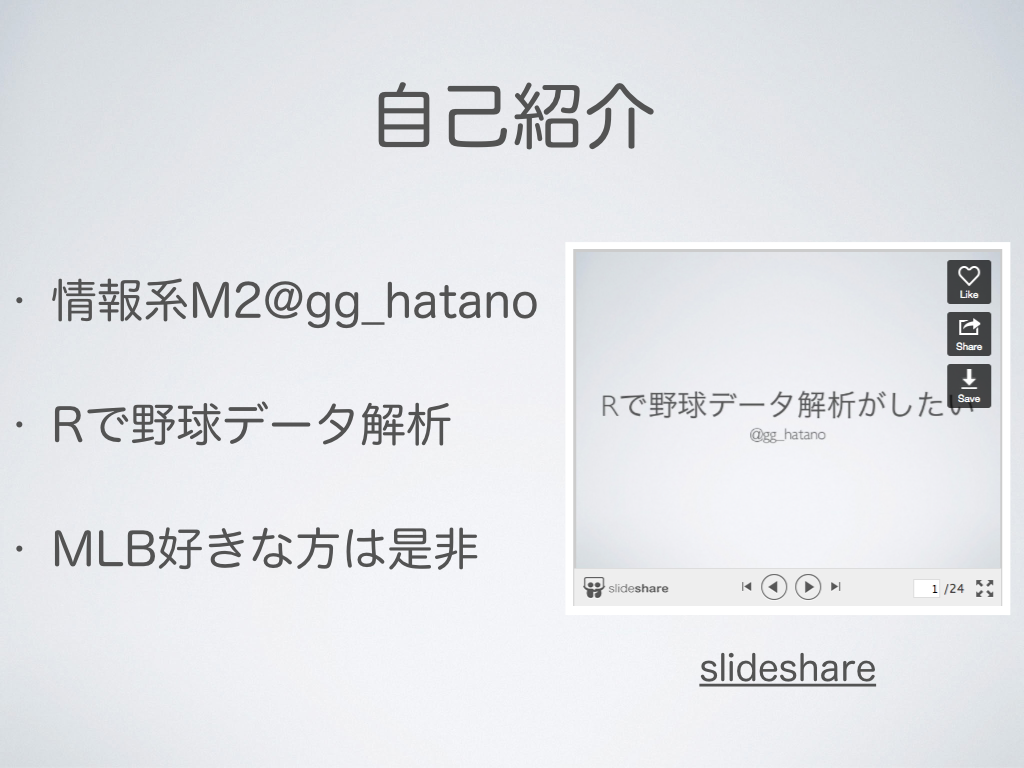 自己紹介
・ 情報系M2@gg_hatano
・ Rで野球データ解析
・ MLB好きな方は是非
Like
Share
Save
Rで野球データ解析がしたい
@gg_hatano
slideshare
1 /24
slideshare